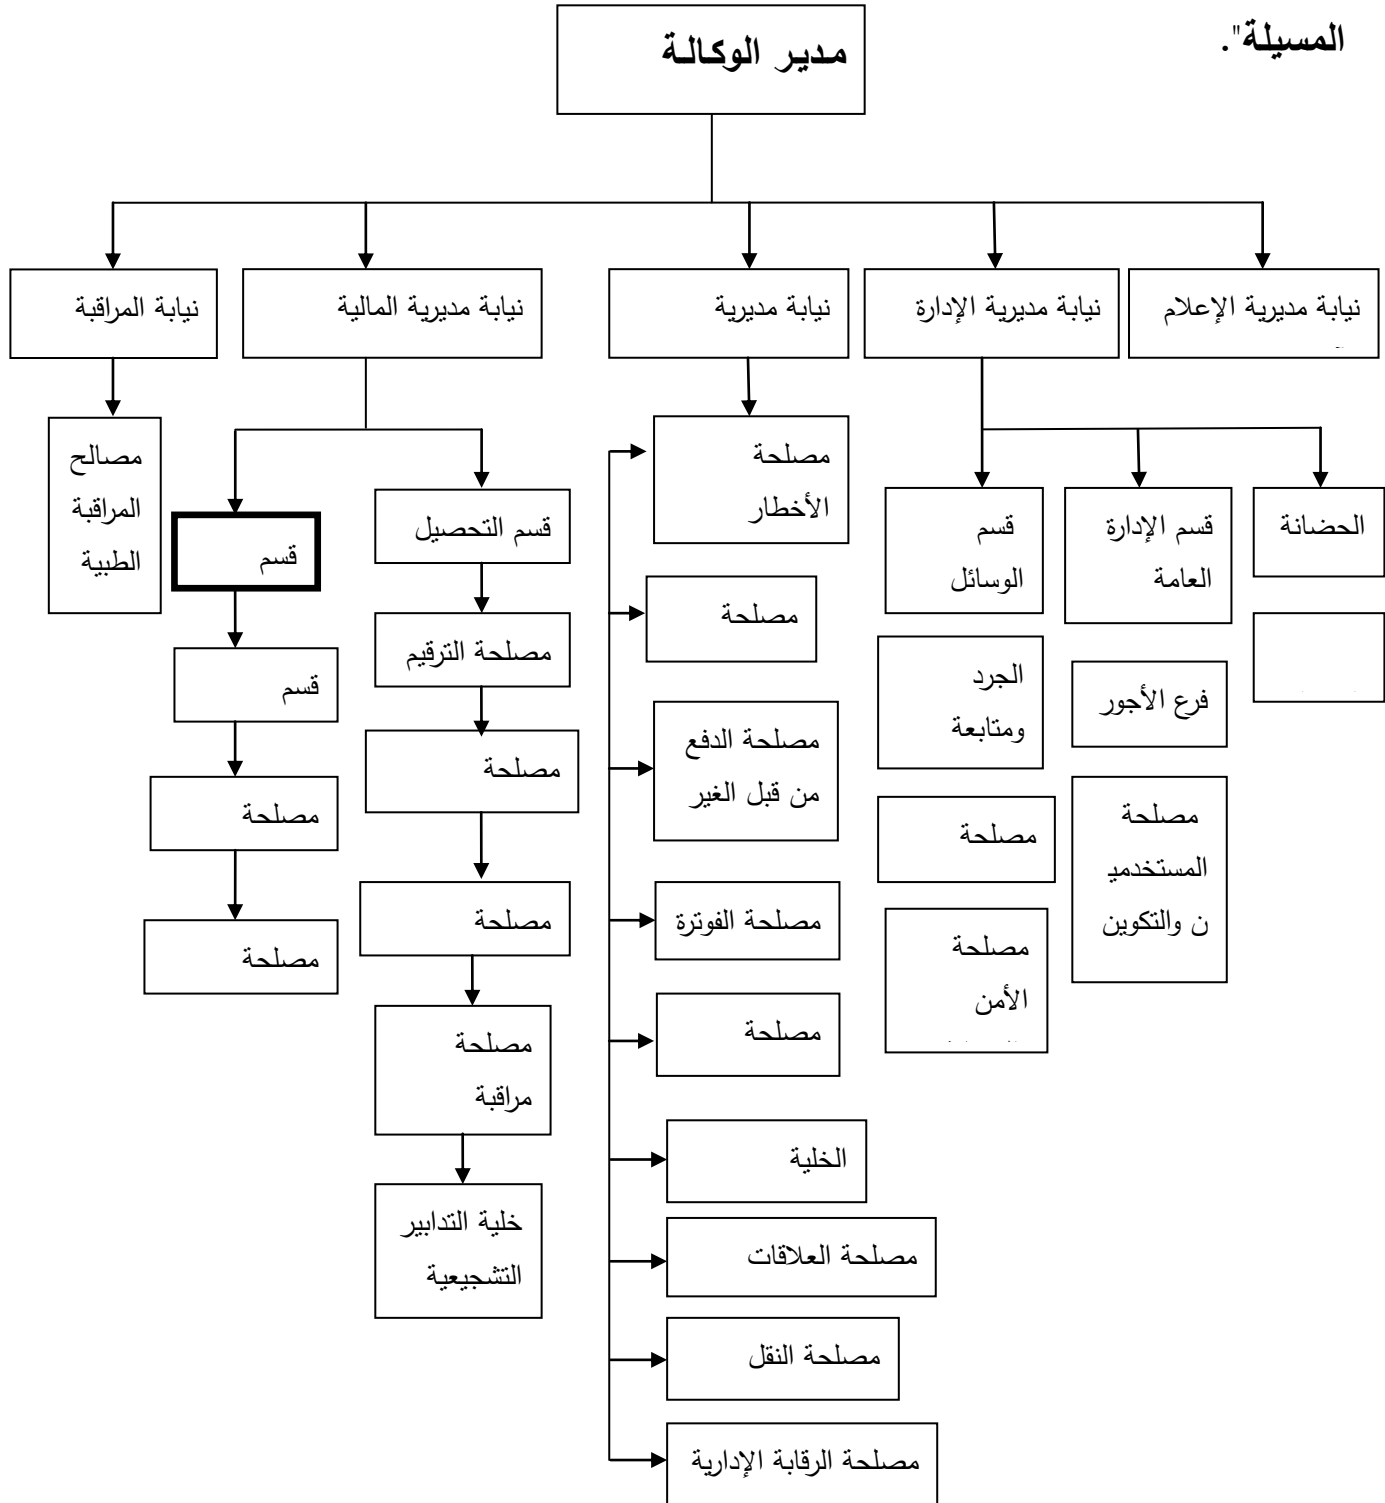 المسيلة".
مدير الوكالة
نيابة مديرية الإعلام
نيابة مديرية الإدارة
نيابة مديرية
نيابة مديرية المالية
نيابة المراقبة
الحضانة
قسم الإدارة
العامة
فرع الأجور
مصلحة
المستخدميـ
ن والتكوين
قسم
الوسائل
الجرد
ومتابعة
مصلحة
مصلحة
الأمن
مصلحة
الأخطار
مصلحة
مصلحة الدفع
من قبل الغير
مصلحة الفوترة
مصلحة
الخلية
مصلحة العلاقات
مصلحة النقل
مصلحة الرقابة الإدارية
قسم التحصيل
مصلحة الترقيم
مصلحة
مصلحة
مصلحة
مراقبة
خلية التدابير
التشجيعية
قسم
قسم
مصلحة
مصلحة
مصالح
المراقبة
الطبية